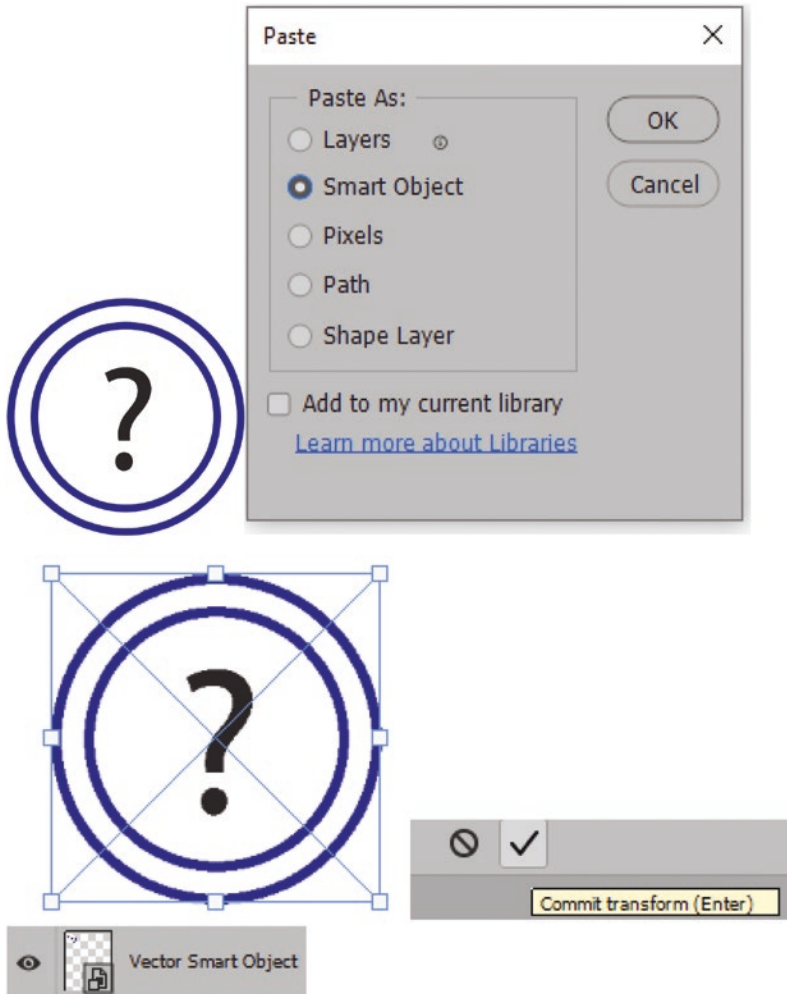 Paste
Paste As:
Layers
Smart Object
Pixels
Path
Shape Layer
OK
Cancel
Add to my current library
Learn more about Libraries
?
?
Commit transform (Enter)
Vector Smart Object